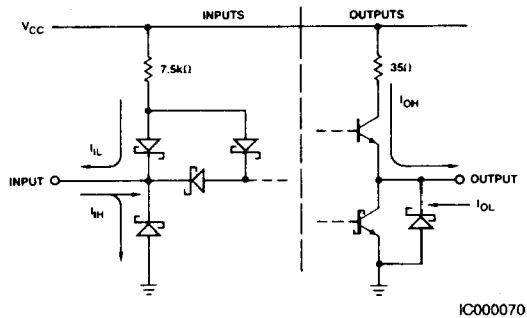 INPUTS
OUTPUTS
VCC
7.5kΩ
35Ω
IOH
IIL
INPUT
OUTPUT
IIH
IOL
IC000070